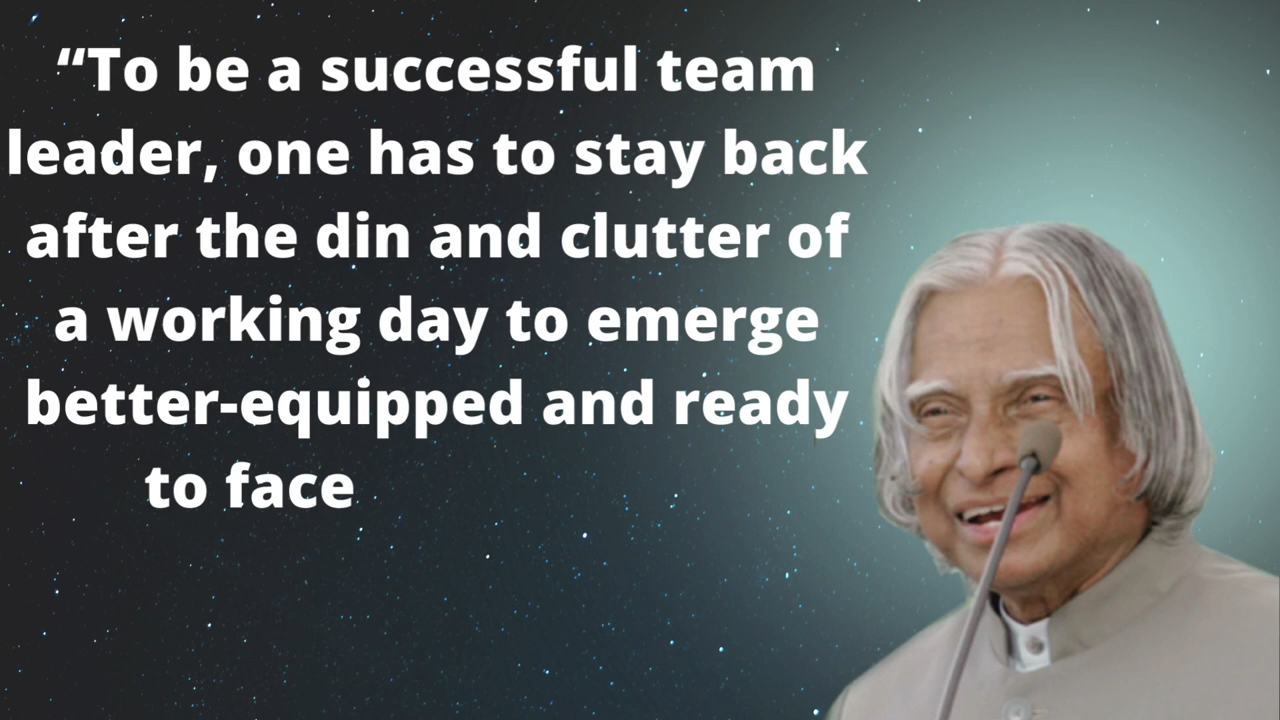 “To be a successful team
leader, one has to stay back
after the din and clutter of
a working day to emerge
better-equipped and ready
to face